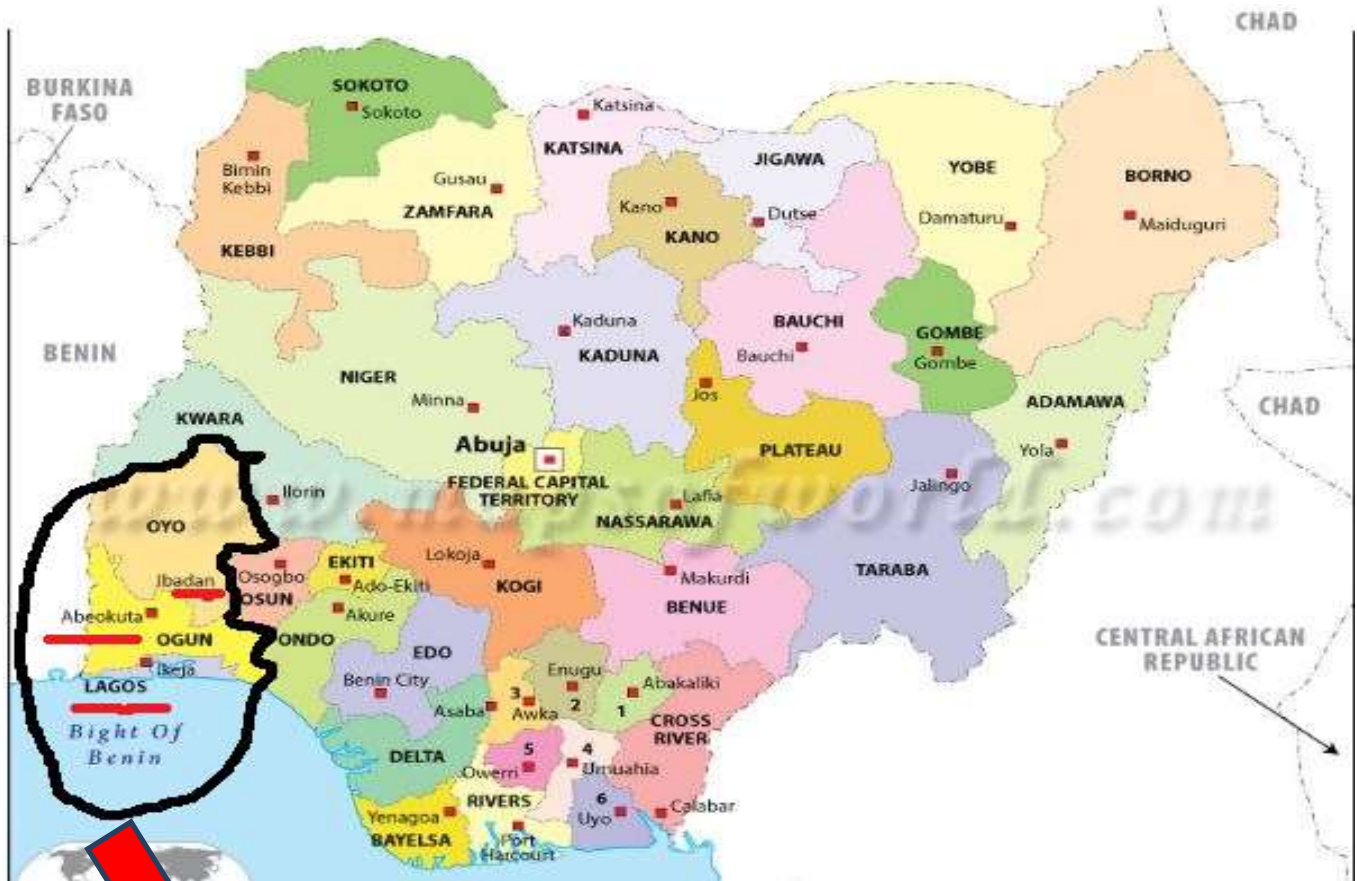 CHAD
BURKINA
FASO
SOKOTO
Sokoto
Katsina
KATSINA
JIGAWA
YOBE
BORNO
Birnin
Kebbi
Gusau
ZAMFARA
Kano
KANO
Dutse
Damaturu
Maiduguri
KEBBI
BENIN
Kaduna
KADUNA
BAUCHI
Bauchi
GOMBE
Gombe
NIGER
Minna
Jos
ADAMAWA
CHAD
KWARA
Abuja
FEDERAL CAPITAL
TERRITORY
PLATEAU
Yola
Ilorin
Lafia
NASSARAWA
Jalingo
www.mapsofworld.com
OYO
Ibadan
Osogbo
OSUN
EKITI
Ado-Ekiti
Lokoja
KOGI
Makurdi
BENUE
TARABA
Abeokuta
OGUN
Akure
ONDO
EDO
CENTRAL AFRICAN
REPUBLIC
Ikeja
LAGOS
Benin City
Enugu
2
Abakaliki
1
3
Awka
Asaba
CROSS
RIVER
Bight Of
Benin
DELTA
5
Owerri
4
Umuahia
RIVERS
6
Uyo
Calabar
Yenagoa
BAYELSA
Port
Harcourt